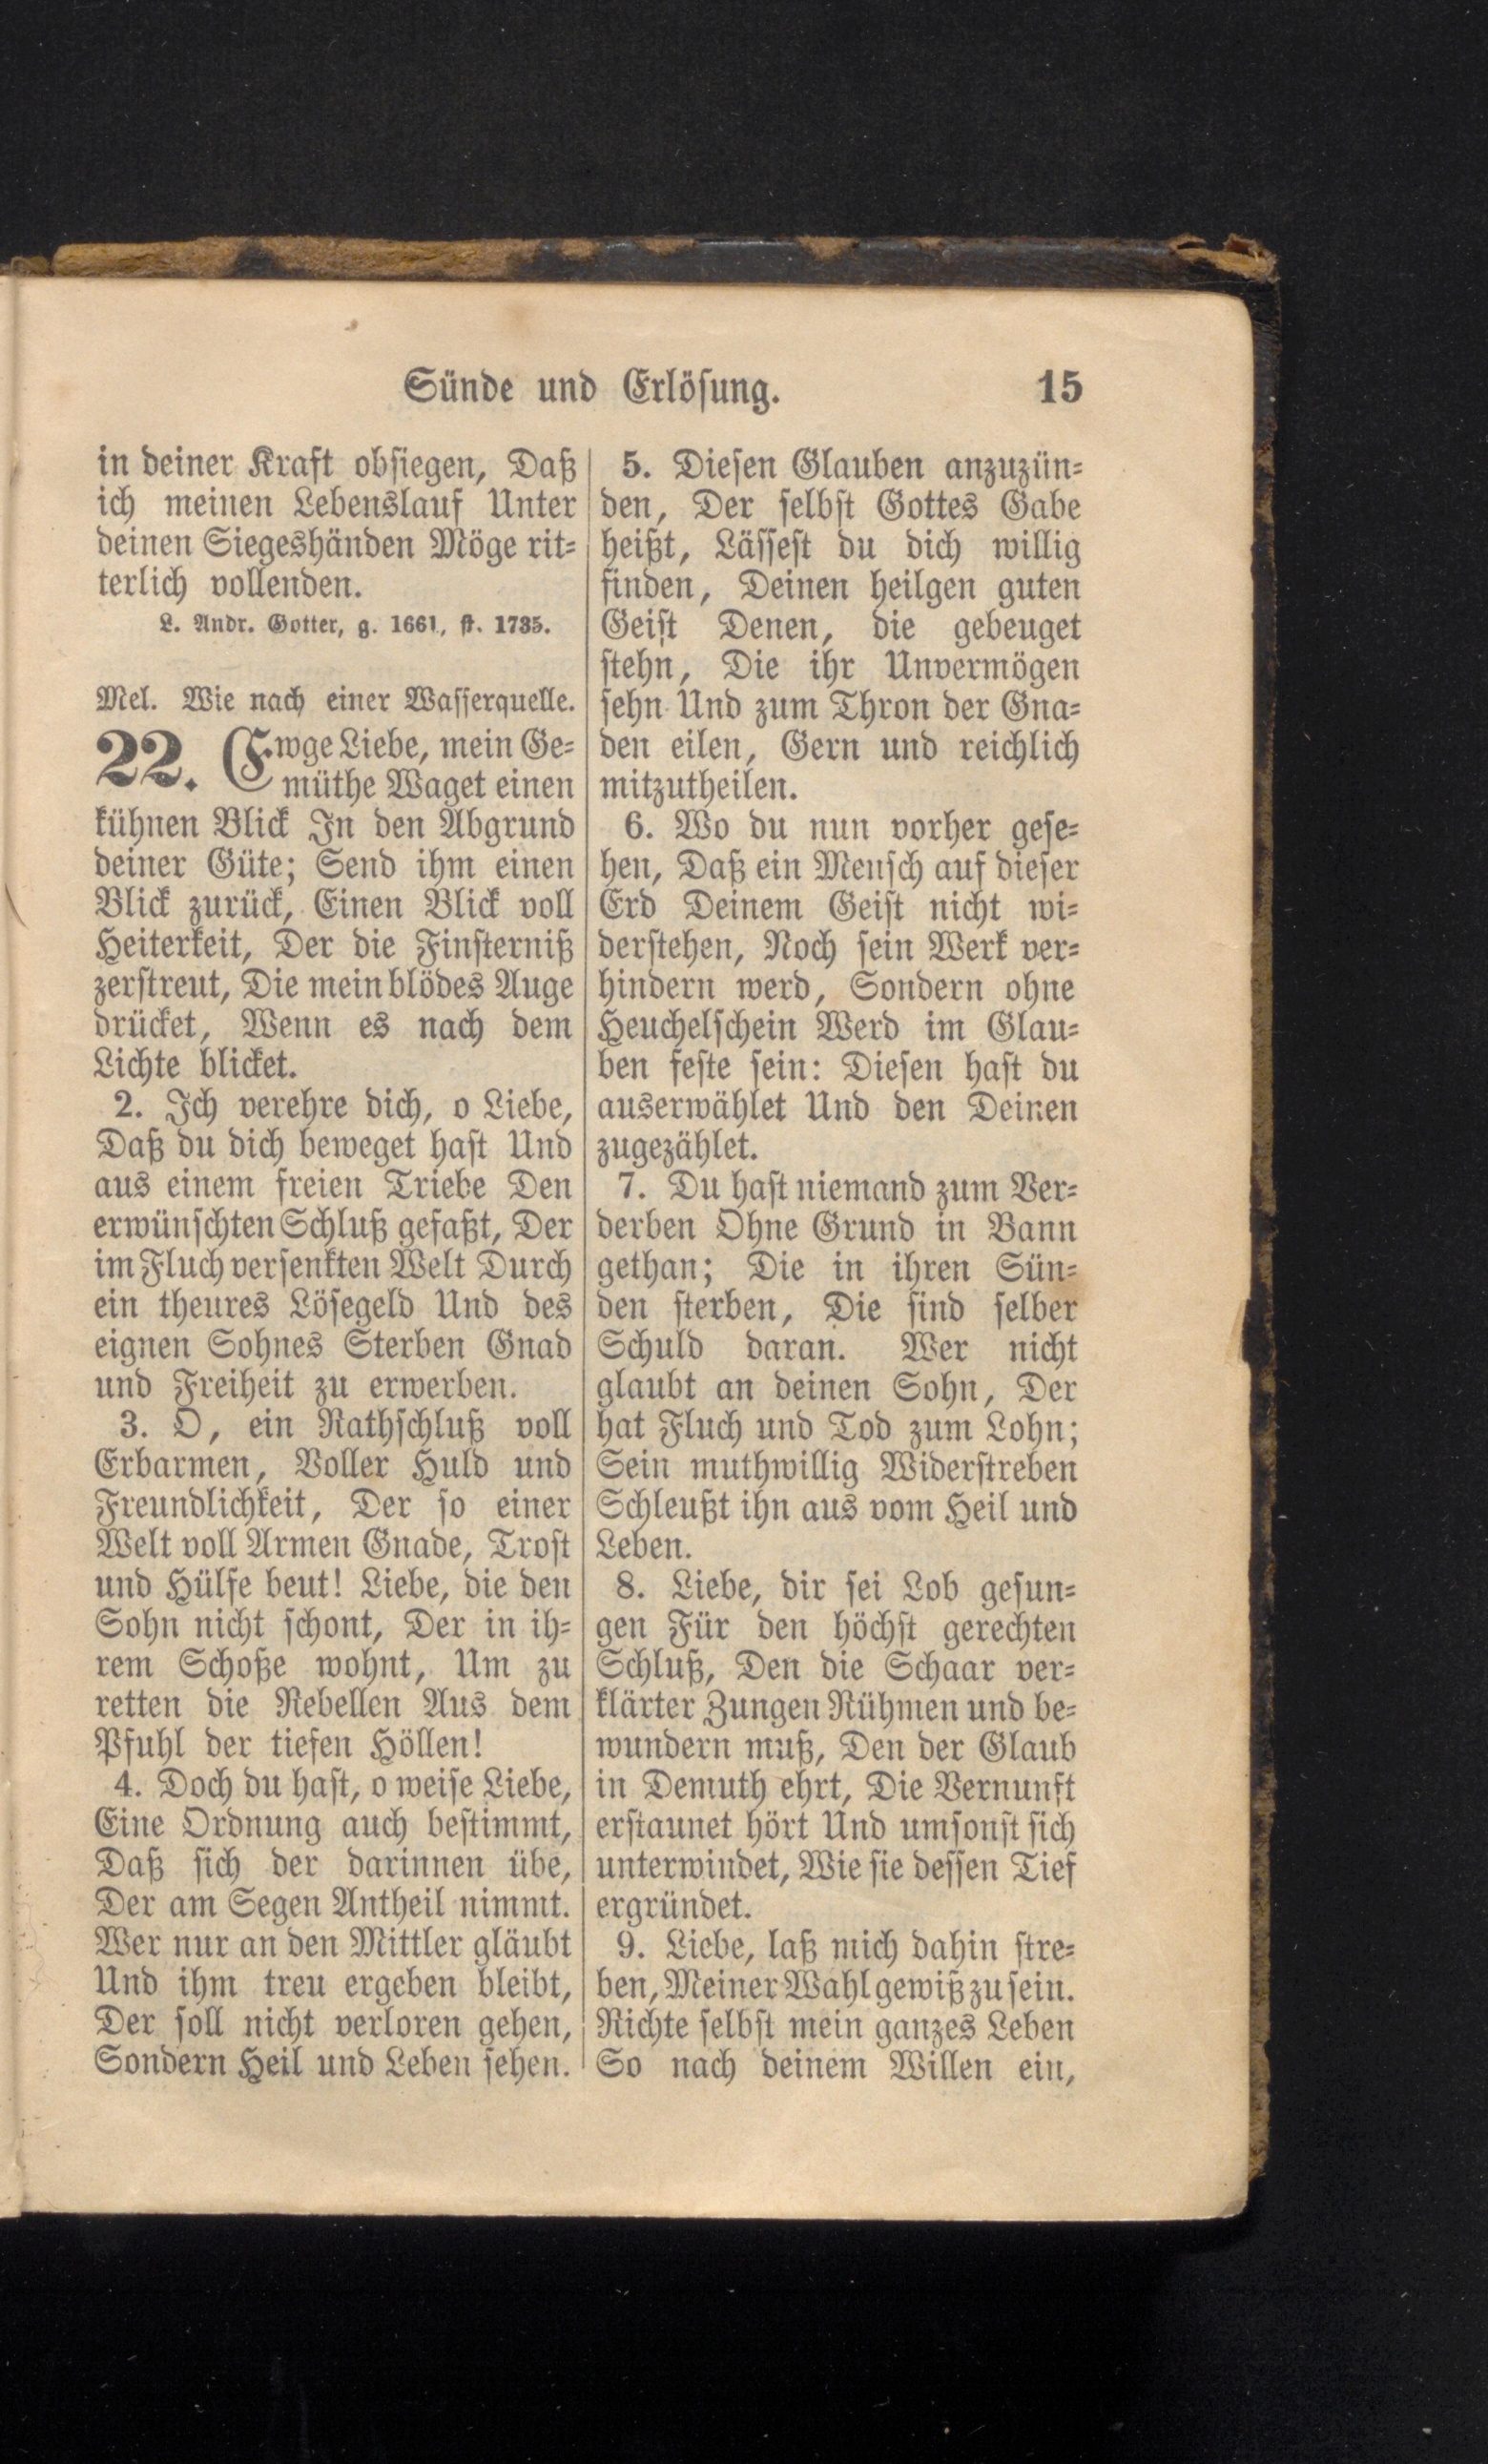 Sünde und Erlösung. 15
in deiner Kraft obsiegen, Daß
ich meinen Lebenslauf Unter
deinen Siegeshänden Möge rit-
terlich vollenden.
L. Andr. Gotter, g. 1661, st. 1735.
Mel. Wie nach einer Wasserquelle.
22. Ewge Liebe, mein Ge-
müthe Waget einen
kühnen Blick In den Abgrund
deiner Güte; Send ihm einen
Blick zurück, Einen Blick voll
Heiterkeit, Der die Finsterniß
zerstreut, Die mein blödes Auge
drücket, Wenn es nach dem
Lichte blicket.
2. Ich verehre dich, o Liebe,
Daß du dich beweget hast Und
aus einem freien Triebe Den
erwünschten Schluß gefaßt, Der
im Fluch versenkten Welt Durch
ein theures Lösegeld Und des
eignen Sohnes Sterben Gnad
und Freiheit zu erwerben.
3. O, ein Rathschluß voll
Erbarmen, Voller Huld und
Freundlichkeit, Der so einer
Welt voll Armen Gnade, Trost
und Hülfe beut! Liebe, die den
Sohn nicht schont, Der in ih-
rem Schoße wohnt, Um zu
retten die Rebellen Aus dem
Pfuhl der tiefen Höllen!
4. Doch du hast, o weise Liebe,
Eine Ordnung auch bestimmt,
Daß sich der darinnen übe,
Der am Segen Antheil nimmt.
Wer nur an den Mittler gläubt
Und ihm treu ergeben bleibt,
Der soll nicht verloren gehen,
Sondern Heil und Leben sehen.
5. Diesen Glauben anzuzün-
den, Der selbst Gottes Gabe
heißt, Lässest du dich willig
finden, Deinen heilgen guten
Geist Denen, die gebeuget
stehn, Die ihr Unvermögen
sehn Und zum Thron der Gna-
den eilen, Gern und reichlich
mitzutheilen.
6. Wo du nun vorher gese-
hen, Daß ein Mensch auf dieser
Erd Deinem Geist nicht wi-
derstehen, Noch sein Werk ver-
hindern werd, Sondern ohne
Heuchelschein Werd im Glau-
ben feste sein: Diesen hast du
auserwählet Und den Deinen
zugezählet.
7. Du hast niemand zum Ver-
derben Ohne Grund in Bann
gethan; Die in ihren Sün-
den sterben, Die sind selber
Schuld daran. Wer nicht
glaubt an deinen Sohn, Der
hat Fluch und Tod zum Lohn;
Sein muthwillig Widerstreben
Schleußt ihn aus vom Heil und
Leben.
8. Liebe, dir sei Lob gesun-
gen Für den höchst gerechten
Schluß, Den die Schaar ver-
klärter Zungen Rühmen und be-
wundern muß, Den der Glaub
in Demuth ehrt, Die Vernunft
erstaunet hört Und umsonst sich
unterwindet, Wie sie dessen Tief
ergründet.
9. Liebe, laß mich dahin stre-
ben, Meiner Wahl gewiß zu sein.
Richte selbst mein ganzes Leben
So nach deinem Willen ein,